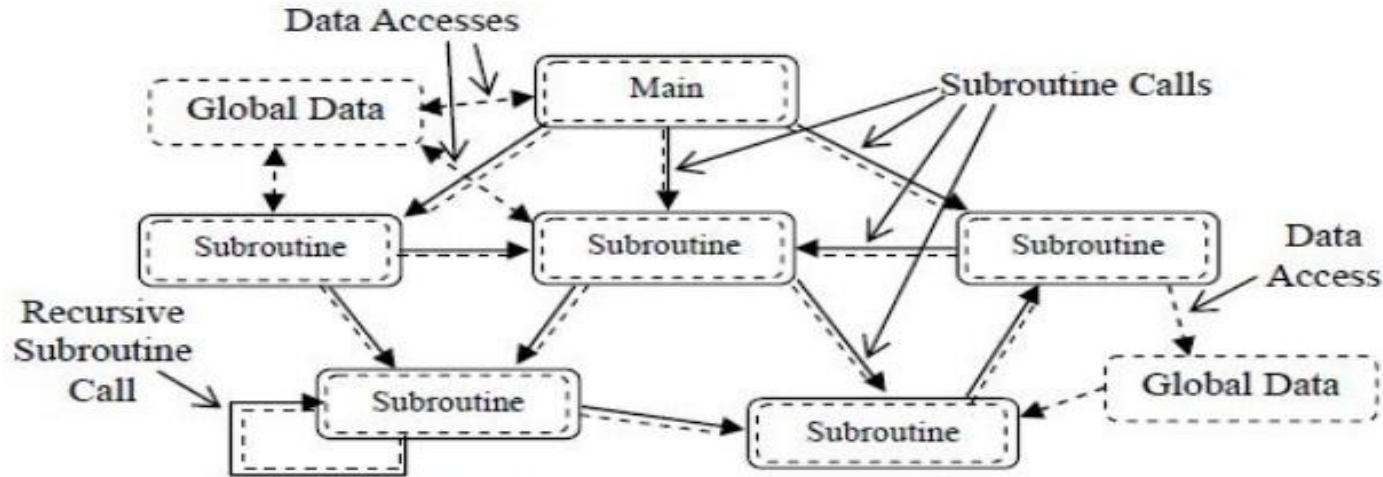 Data Accesses
Main
Subroutine Calls
Global Data
Subroutine
Subroutine
Subroutine
Data
Access
Recursive
Subroutine
Call
Subroutine
Subroutine
Global Data